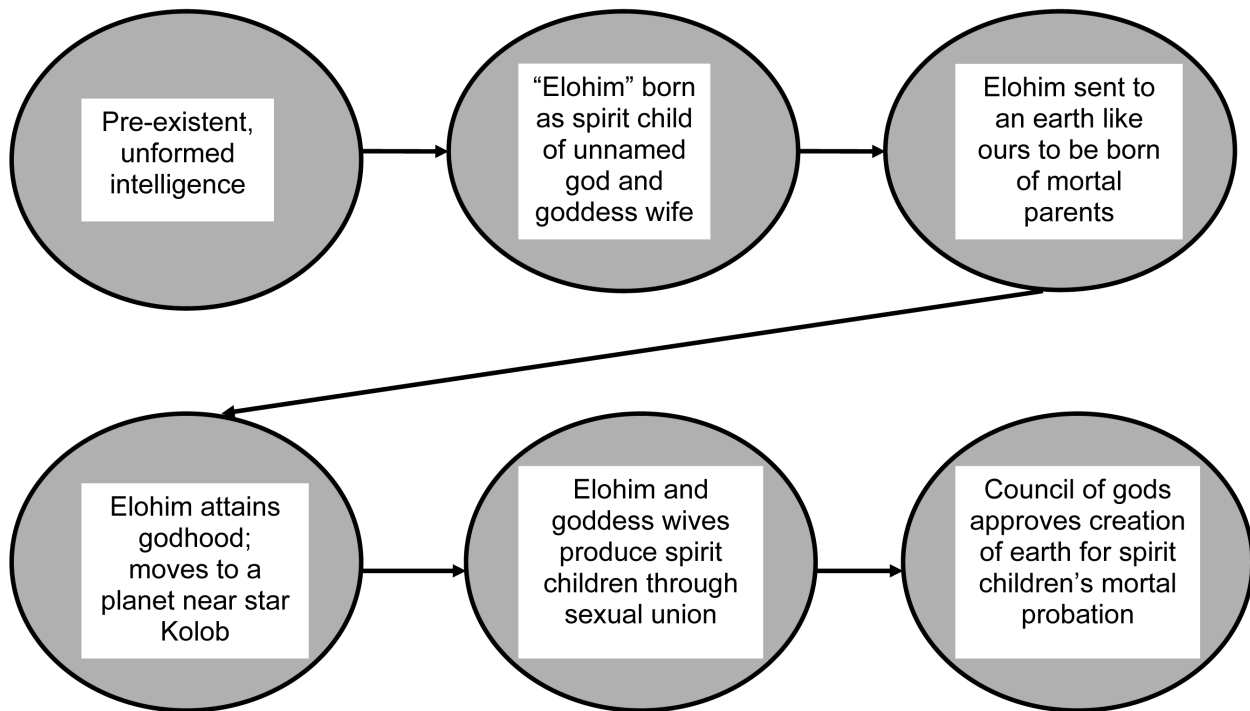 Pre-existent,
unformed
intelligence
“Elohim” born
as spirit child
of unnamed
god and
goddess wife
Elohim sent to
an earth like
ours to be born
of mortal
parents
Elohim attains
godhood;
moves to a
planet near star
Kolob
Elohim and
goddess wives
produce spirit
children through
sexual union
Council of gods
approves creation
of earth for spirit
children’s mortal
probation